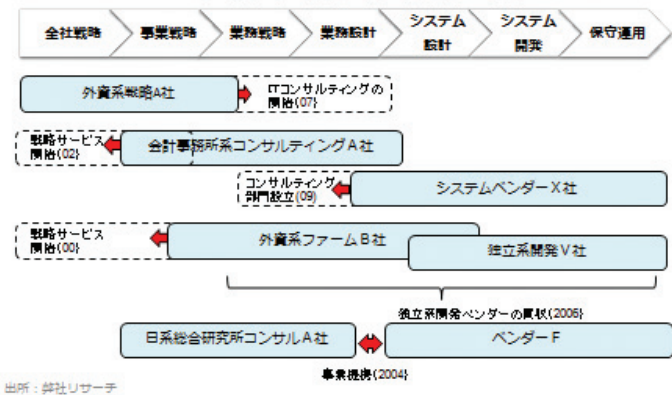 全社戦略
事業戦略
業務戦略
業務設計
システム
設計
システム
開発
保守運用
外資系戦略A社
ITコンサルティングの
開始(07)
戦略サービス
開始(02)
会計事務所系コンサルティングA社
コンサルティング
部門設立(09)
システムベンダーX社
戦略サービス
開始(00)
外資系ファームB社
独立系開発V社
独立系開発ベンダーの買収(2006)
日系総合研究所コンサルA社
ベンダーF
事業提携(2004)
出所：弊社リサーチ